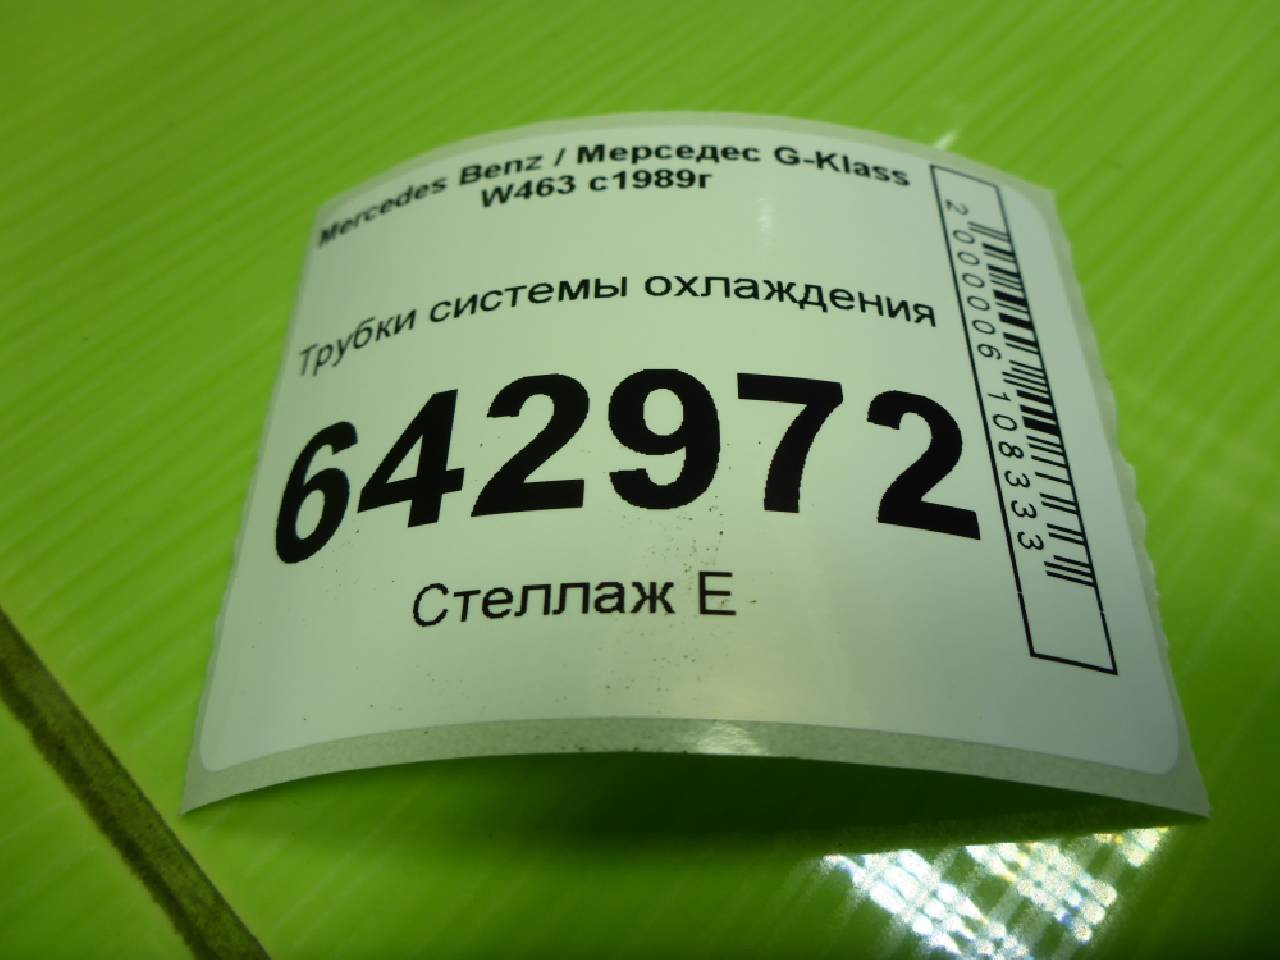 Mercedes Benz / Мерседес G-Klass
W463 с1989г
Трубки системы охлаждения
642972
Стеллаж Е
2000006108333